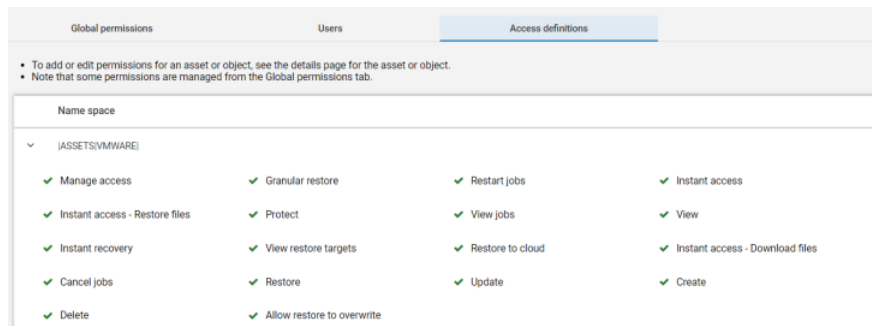 Global permissions Users Access definitions
• To add or edit permissions for an asset or object, see the details page for the asset or object.
• Note that some permissions are managed from the Global permissions tab.
Name space
|ASSETS|VMWARE|
Manage access Granular restore Restart jobs Instant access
Instant access - Restore files Protect View jobs View
Instant recovery View restore targets Restore to cloud Instant access - Download files
Cancel jobs Restore Update Create
Delete Allow restore to overwrite